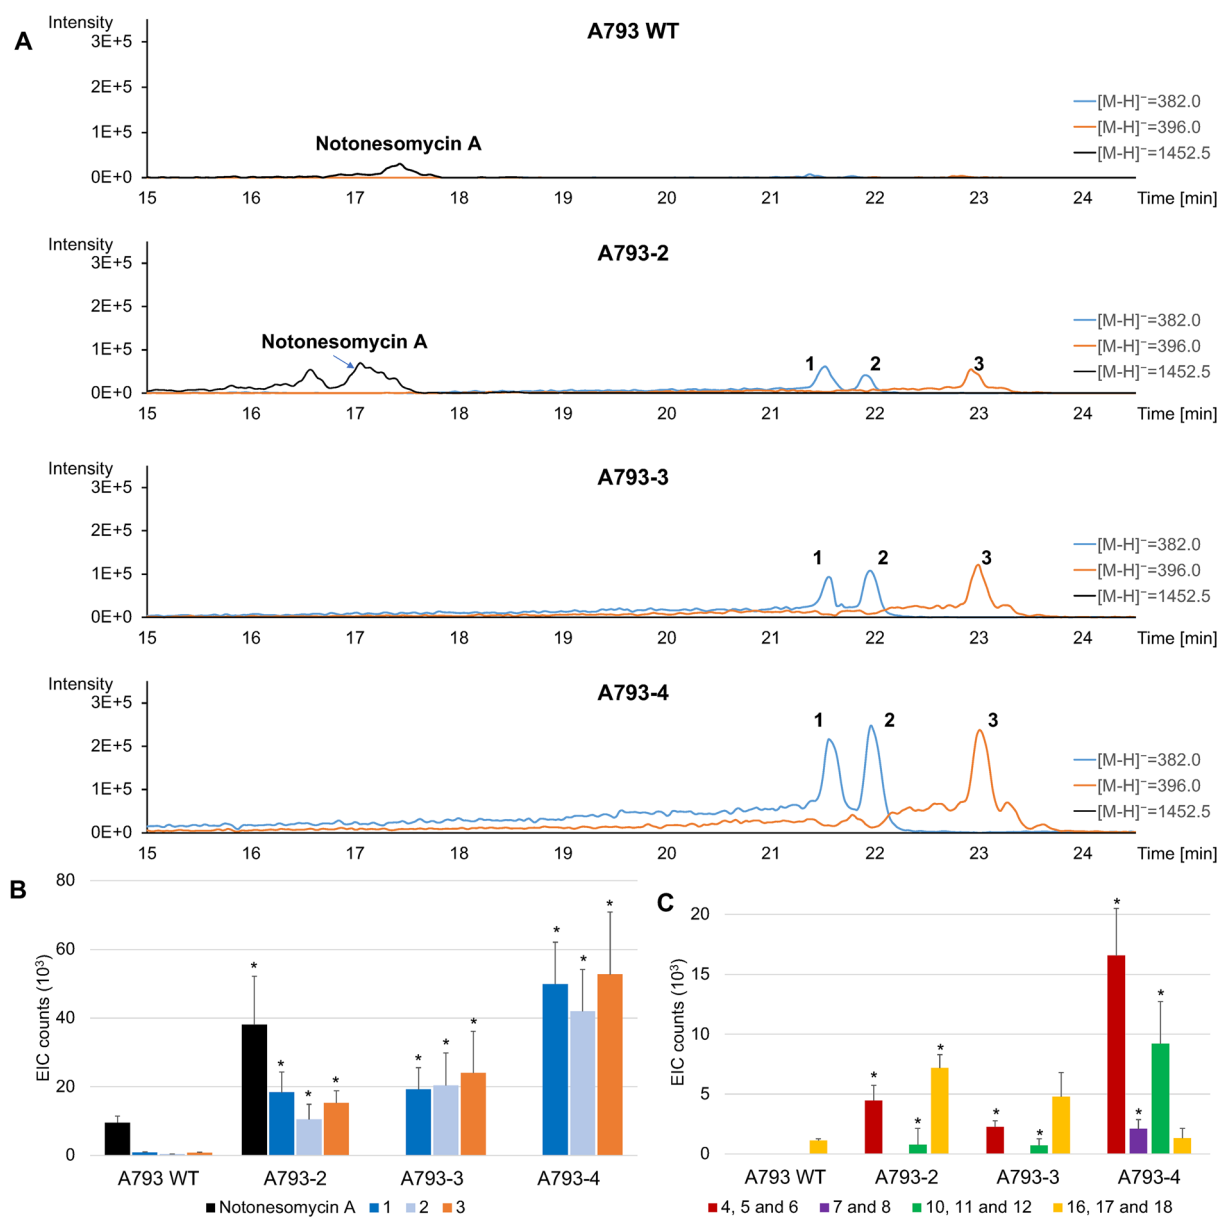 A
Intensity
A793 WT
3E+5
2E+5
1E+5
0E+0
Notonesomycin A
[M-H]⁻=382.0
[M-H]⁻=396.0
[M-H]⁻=1452.5
15 16 17 18 19 20 21 22 23 24 Time [min]
Intensity
A793-2
3E+5
2E+5
1E+5
0E+0
Notonesomycin A
1 2 3
[M-H]⁻=382.0
[M-H]⁻=396.0
[M-H]⁻=1452.5
15 16 17 18 19 20 21 22 23 24 Time [min]
Intensity
A793-3
3E+5
2E+5
1E+5
0E+0
1 2 3
[M-H]⁻=382.0
[M-H]⁻=396.0
[M-H]⁻=1452.5
15 16 17 18 19 20 21 22 23 24 Time [min]
Intensity
A793-4
3E+5
2E+5
1E+5
0E+0
1 2 3
[M-H]⁻=382.0
[M-H]⁻=396.0
[M-H]⁻=1452.5
15 16 17 18 19 20 21 22 23 24 Time [min]
B
EIC counts (10³)
80
60
40
20
0
* * * *
* * *
* * *
A793 WT A793-2 A793-3 A793-4
Notonesomycin A 1 2 3
C
EIC counts (10³)
20
15
10
5
0
* * *
* *
* * *
A793 WT A793-2 A793-3 A793-4
4, 5 and 6 7 and 8 10, 11 and 12 16, 17 and 18